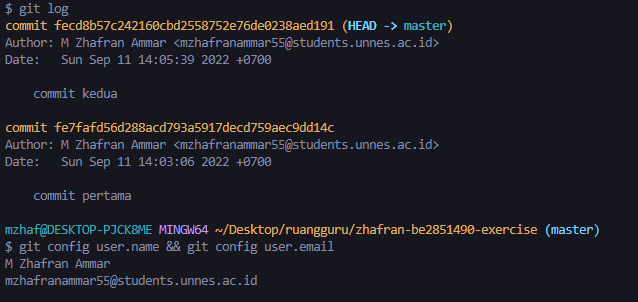 $ git log
commit fecd8b57c242160cbd2558752e76de0238aed191 (HEAD -> master)
Author: M Zhafran Ammar <mzhafranammar55@students.unnes.ac.id>
Date:   Sun Sep 11 14:05:39 2022 +0700
    commit kedua
commit fe7fafd56d288acd793a5917decd759aec9dd14c
Author: M Zhafran Ammar <mzhafranammar55@students.unnes.ac.id>
Date:   Sun Sep 11 14:03:06 2022 +0700
    commit pertama
mzhaf@DESKTOP-PJCK8ME MINGW64 ~/Desktop/ruangguru/zhafran-be2851490-exercise (master)
$ git config user.name && git config user.email
M Zhafran Ammar
mzhafranammar55@students.unnes.ac.id